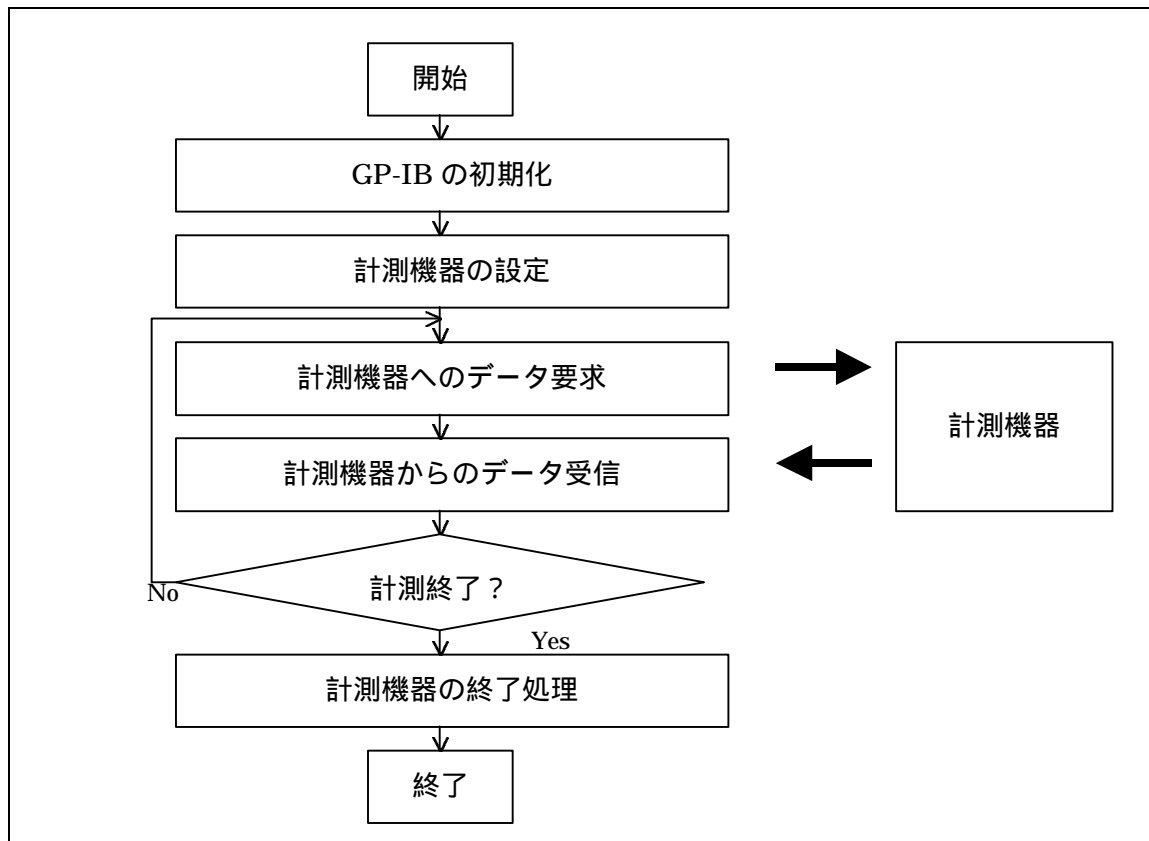 開始
GP-IB の初期化
計測機器の設定
計測機器へのデータ要求
計測機器
計測機器からのデータ受信
計測終了？
No
Yes
計測機器の終了処理
終了